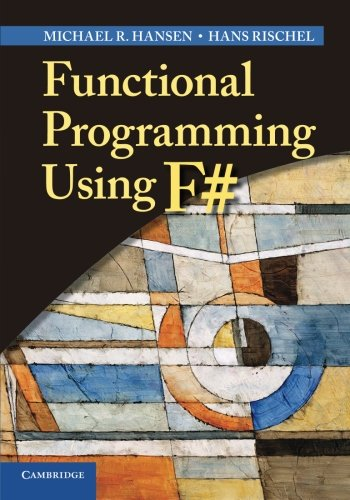 MICHAEL R. HANSEN • HANS RISCHEL
Functional
Programming
Using F#
CAMBRIDGE